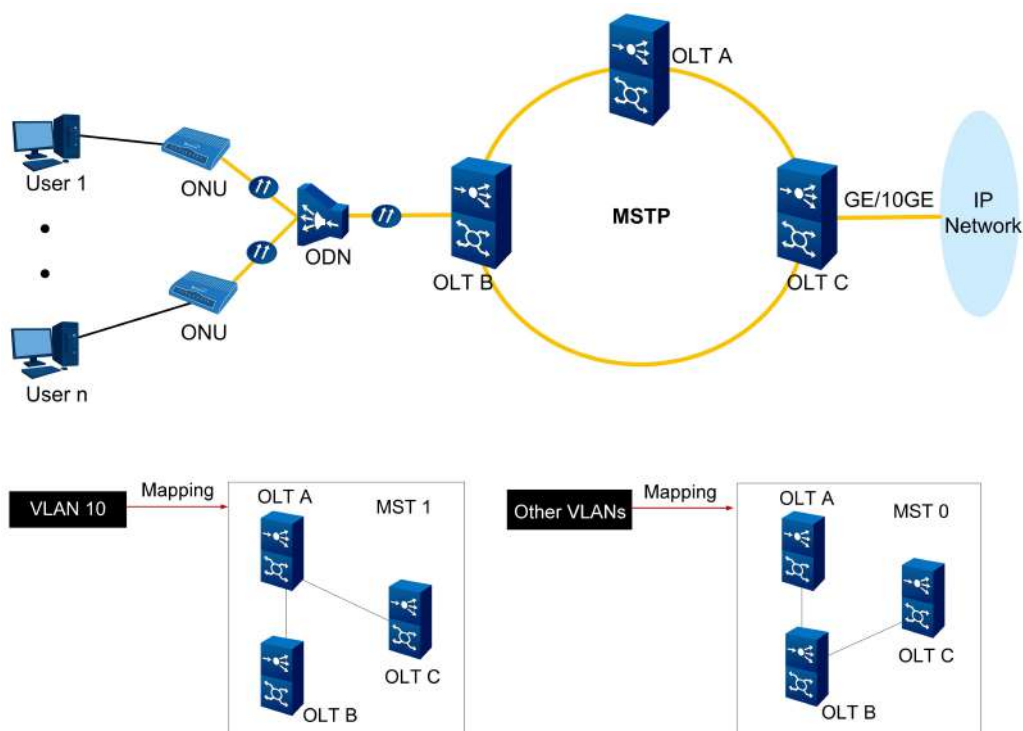 OLT A
User 1
ONU
ODN
OLT B
MSTP
OLT C
GE/10GE
IP
Network
ONU
User n
VLAN 10
Mapping
OLT A
MST 1
OLT C
OLT B
Other VLANs
Mapping
OLT A
MST 0
OLT C
OLT B